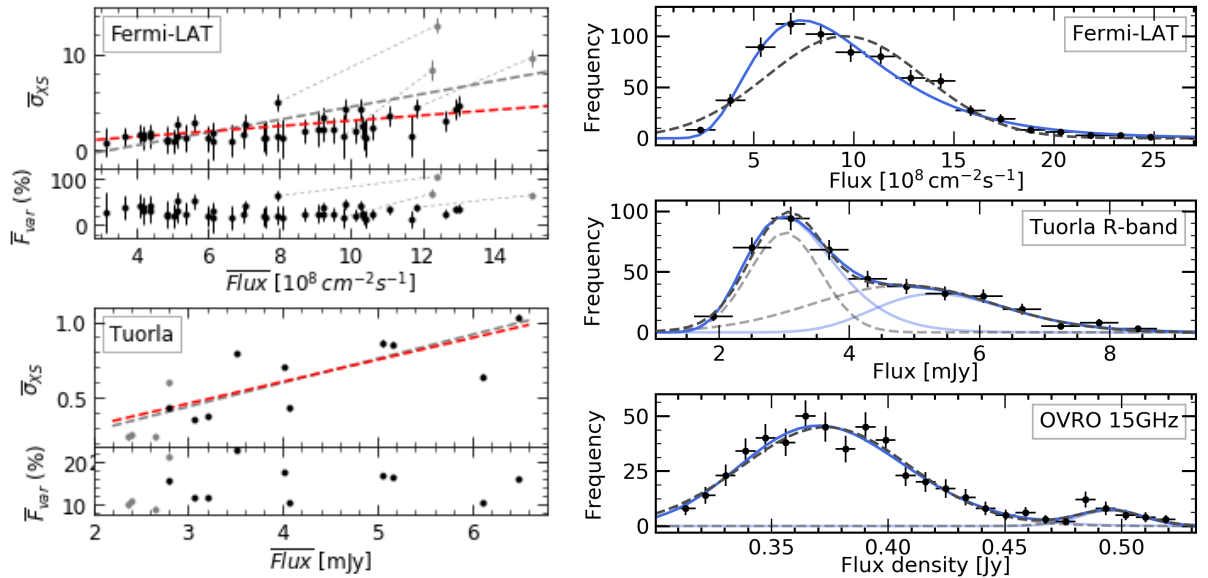 Fermi-LAT
10
0
σ̄XS
100
0
F̄var (%)
4 6 8 10 12 14
Flux [10⁸ cm⁻²s⁻¹]
Tuorla
1.0
0.5
σ̄XS
20
10
F̄var (%)
2 3 4 5 6
Flux [mJy]
Fermi-LAT
100
50
0
Frequency
5 10 15 20 25
Flux [10⁸ cm⁻²s⁻¹]
Tuorla R-band
100
50
0
Frequency
2 4 6 8
Flux [mJy]
OVRO 15GHz
50
25
0
Frequency
0.35 0.40 0.45 0.50
Flux density [Jy]